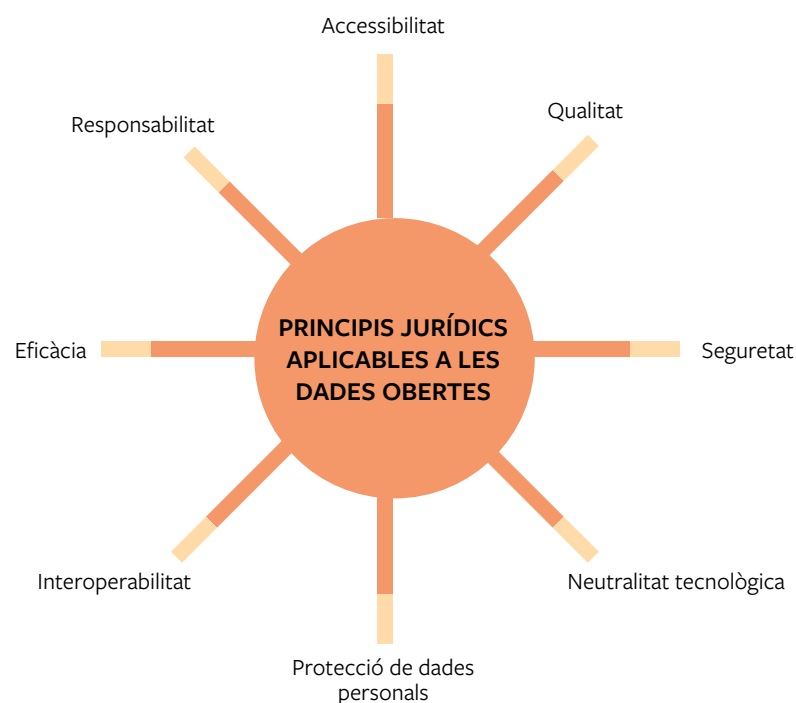 Accessibilitat
Qualitat
Responsabilitat
PRINCIPIS JURÍDICS
APLICABLES A LES
DADES OBERTES
Eficàcia
Seguretat
Interoperabilitat
Neutralitat tecnològica
Protecció de dades
personals